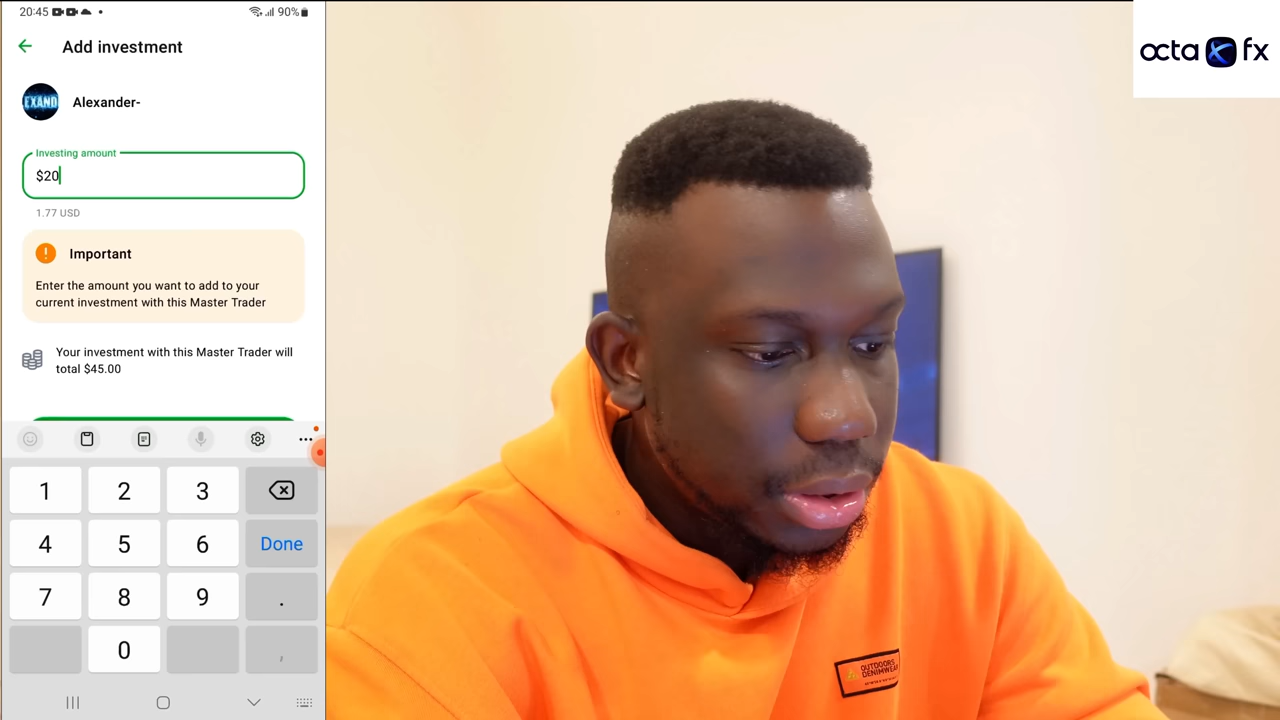 20:45
90%
Add investment
EXAND
Alexander-
Investing amount
$20
1.77 USD
Important
Enter the amount you want to add to your
current investment with this Master Trader
Your investment with this Master Trader will
total $45.00
1 2 3
4 5 6 Done
7 8 9 .
0 ,
octa fx
OUTDOORS
DENIMWEAR